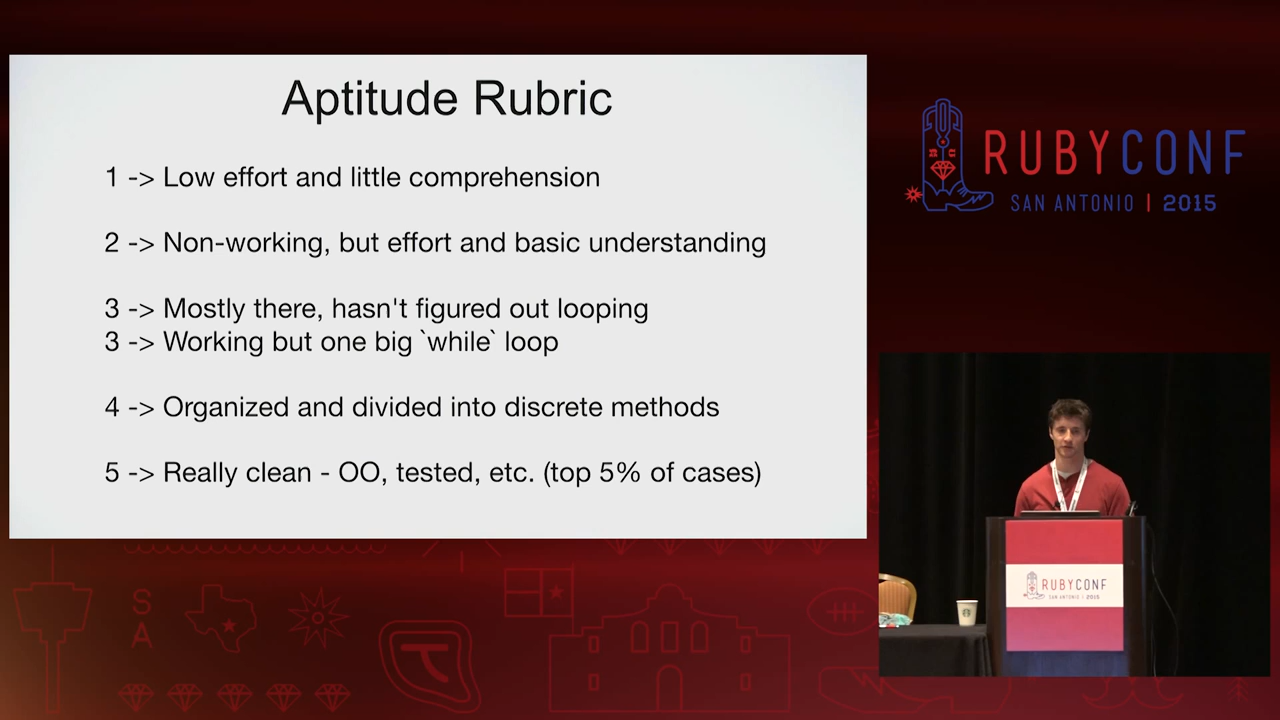 Aptitude Rubric
1 -> Low effort and little comprehension
2 -> Non-working, but effort and basic understanding
3 -> Mostly there, hasn't figured out looping
3 -> Working but one big `while` loop
4 -> Organized and divided into discrete methods
5 -> Really clean - OO, tested, etc. (top 5% of cases)
RUBYCONF
SAN ANTONIO | 2015
RUBYCONF
SAN ANTONIO | 2015
S
A